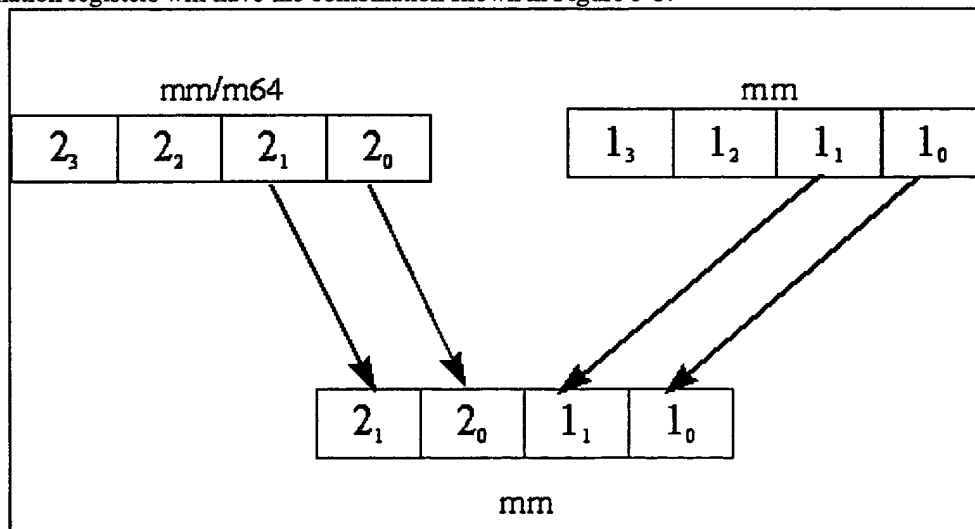 mm/m64 mm
2₃ 2₂ 2₁ 2₀ 1₃ 1₂ 1₁ 1₀
2₁ 2₀ 1₁ 1₀
mm